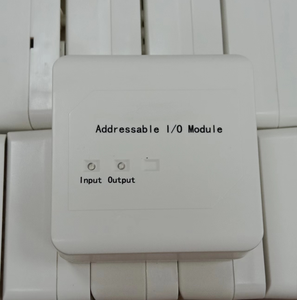 Addressable I/O Module
Input Output